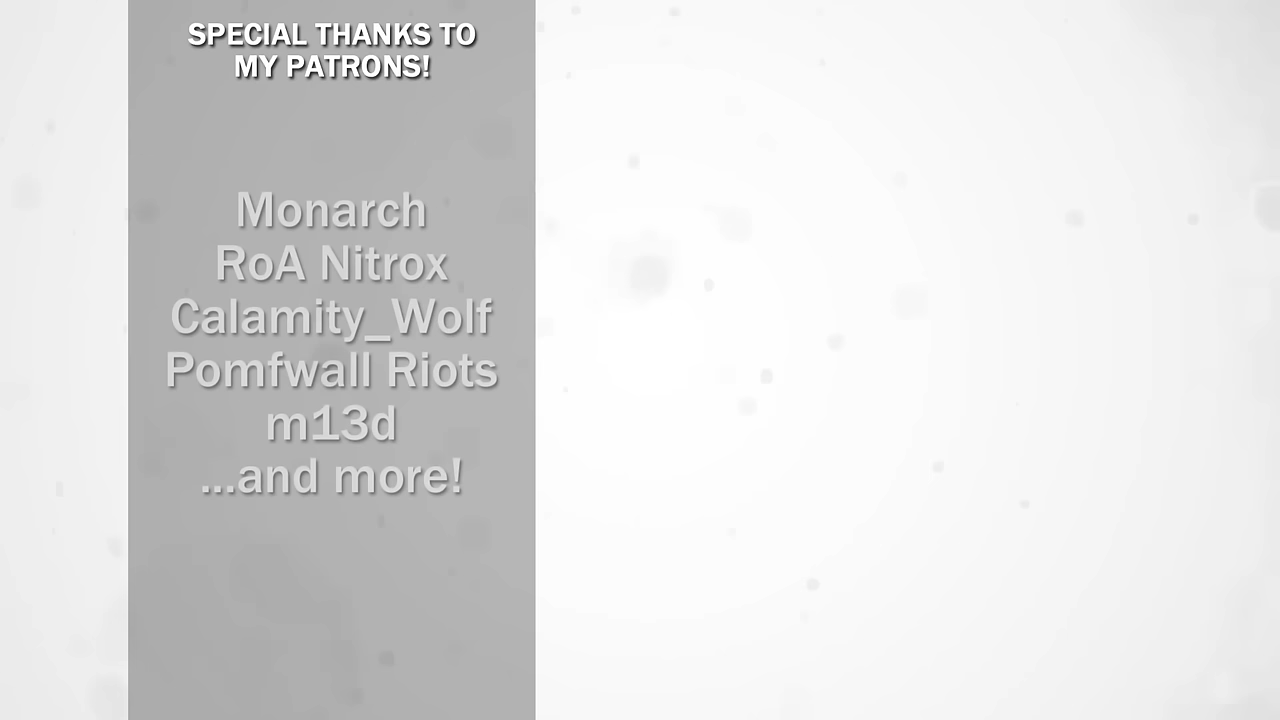 SPECIAL THANKS TO
MY PATRONS!
Monarch
RoA Nitrox
Calamity_Wolf
Pomfwall Riots
m13d
...and more!